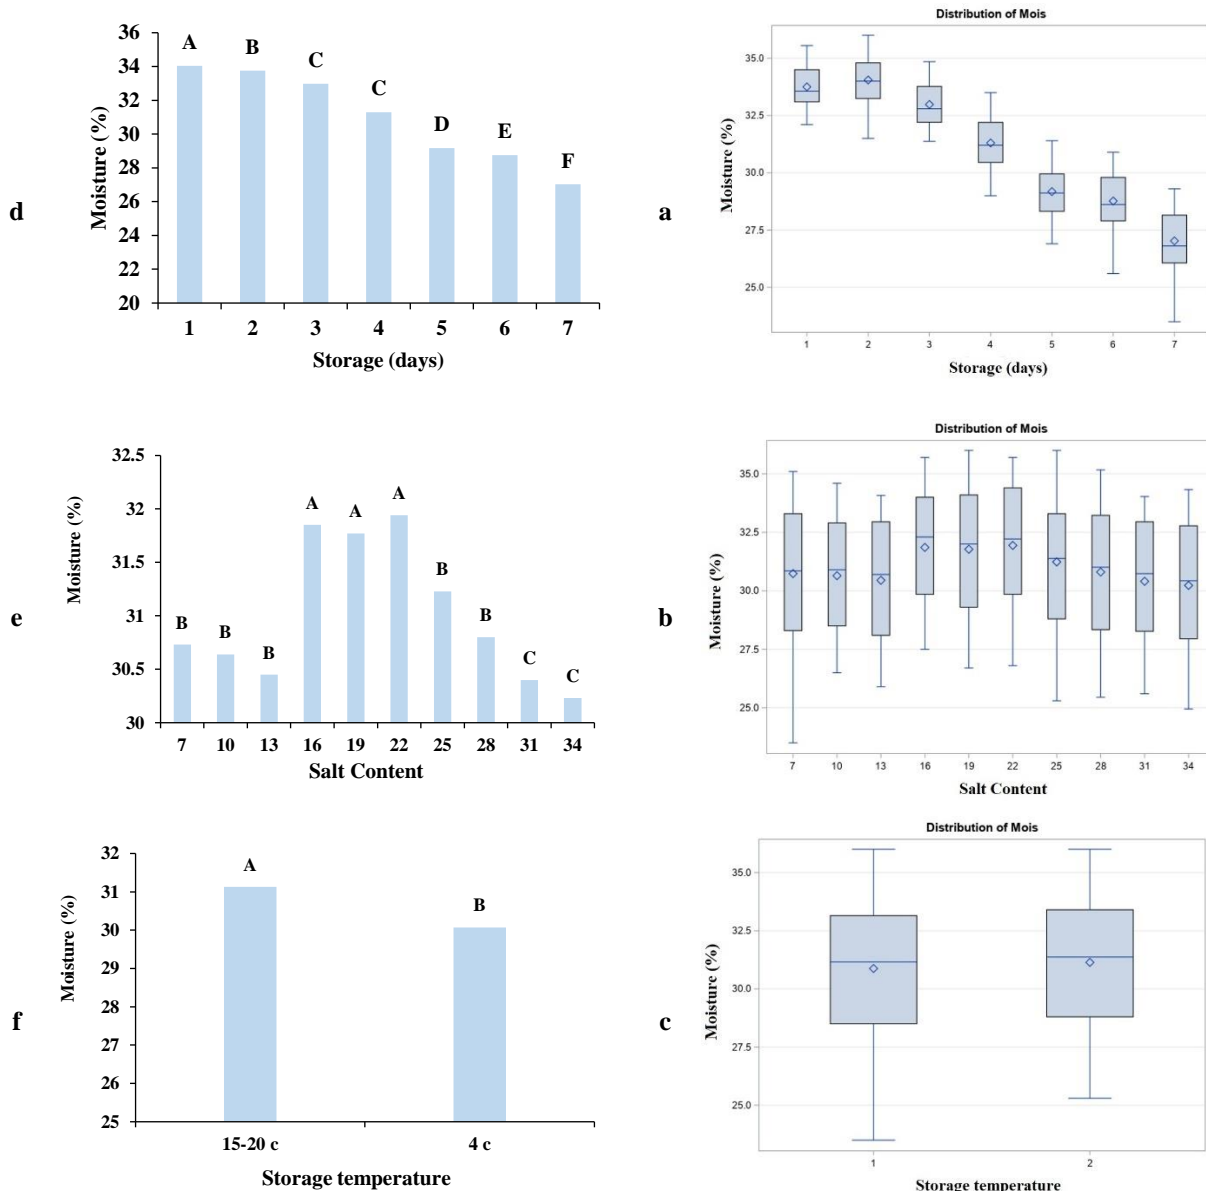 36
34
32
30
28
26
24
22
20
Moisture (%)
A
B
C
C
D
E
F
1 2 3 4 5 6 7
Storage (days)
d
Distribution of Mois
35.0
32.5
30.0
27.5
25.0
Moisture (%)
1 2 3 4 5 6 7
Storage (days)
a
32.5
32
31.5
31
30.5
30
Moisture (%)
B
B
B
A
A
A
B
B
C
C
7 10 13 16 19 22 25 28 31 34
Salt Content
e
Distribution of Mois
35.0
32.5
30.0
27.5
25.0
Moisture (%)
7 10 13 16 19 22 25 28 31 34
Salt Content
b
32
31
30
29
28
27
26
25
Moisture (%)
A
B
15-20 c 4 c
Storage temperature
f
Distribution of Mois
35.0
32.5
30.0
27.5
25.0
Moisture (%)
1 2
Storage temperature
c